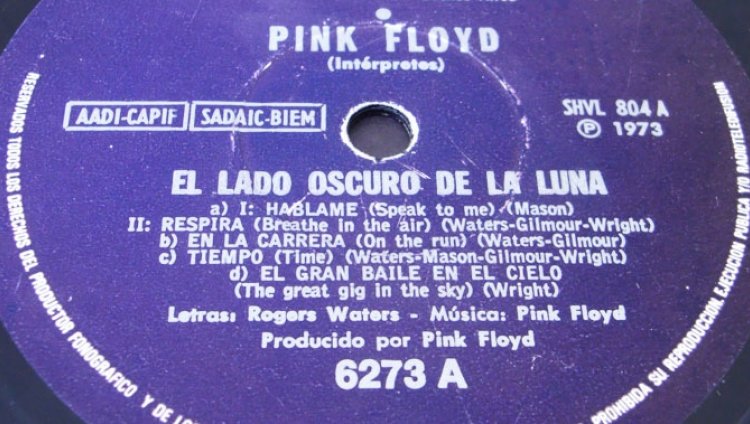 PINK FLOYD
(Intérpretes)
AADI-CAPIF SADAIC-BIEM
SHVL 804 A
Ⓟ 1973
EL LADO OSCURO DE LA LUNA
a) I: HABLAME (Speak to me) (Mason)
II: RESPIRA (Breathe in the air) (Waters-Gilmour-Wright)
b) EN LA CARRERA (On the run) (Waters-Gilmour)
c) TIEMPO (Time) (Waters-Mason-Gilmour-Wright)
d) EL GRAN BAILE EN EL CIELO
(The great gig in the sky) (Wright)
Letras: Rogers Waters - Música: Pink Floyd
Producido por Pink Floyd
6273 A
RESERVADOS TODOS LOS DERECHOS DEL PRODUCTOR FONOGRAFICO Y DE
PROHIBIDA SU REPRODUCCION, EJECUCION PUBLICA Y/O RADIOTELEDIFUSION